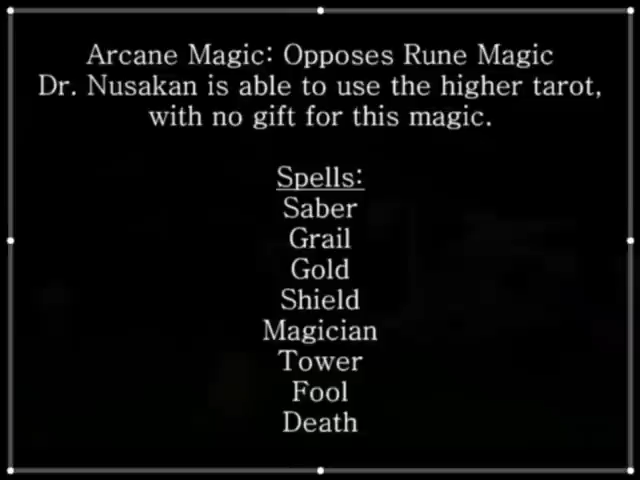 Arcane Magic: Opposes Rune Magic
Dr. Nusakan is able to use the higher tarot,
with no gift for this magic.
Spells:
Saber
Grail
Gold
Shield
Magician
Tower
Fool
Death